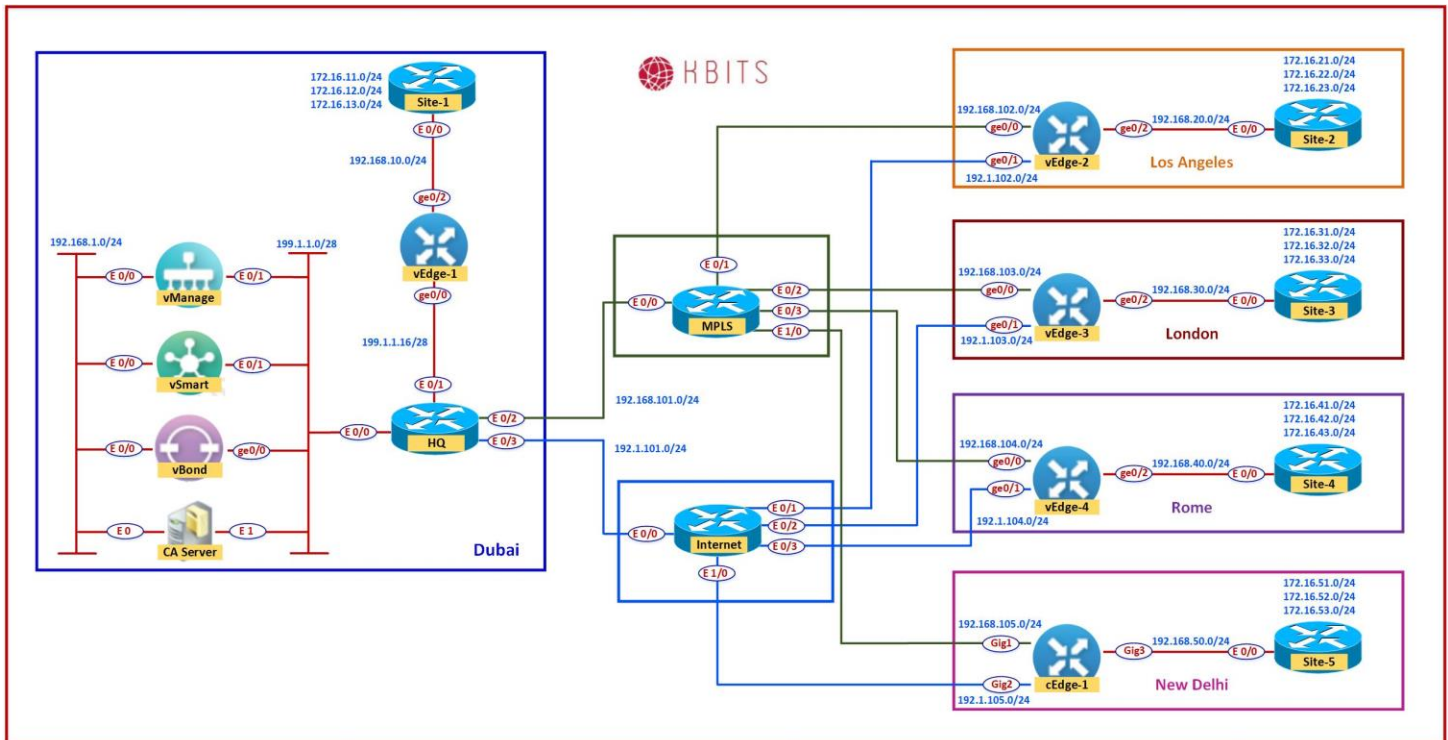 KBITS
172.16.11.0/24
172.16.12.0/24
172.16.13.0/24
Site-1
E 0/0
192.168.10.0/24
ge0/2
vEdge-1
ge0/0
199.1.1.16/28
E 0/1
192.168.1.0/24
199.1.1.0/28
E 0/0
vManage
E 0/1
E 0/0
vSmart
E 0/1
E 0/0
vBond
ge0/0
E 0
CA Server
E 1
E 0/0
HQ
E 0/2
E 0/3
Dubai
192.168.101.0/24
192.1.101.0/24
E 0/1
E 0/0
MPLS
E 0/2
E 0/3
E 1/0
E 0/0
Internet
E 0/1
E 0/2
E 0/3
E 1/0
172.16.21.0/24
172.16.22.0/24
172.16.23.0/24
192.168.102.0/24
ge0/0
ge0/1
192.1.102.0/24
vEdge-2
ge0/2
192.168.20.0/24
E 0/0
Site-2
Los Angeles
172.16.31.0/24
172.16.32.0/24
172.16.33.0/24
192.168.103.0/24
ge0/0
ge0/1
192.1.103.0/24
vEdge-3
ge0/2
192.168.30.0/24
E 0/0
Site-3
London
172.16.41.0/24
172.16.42.0/24
172.16.43.0/24
192.168.104.0/24
ge0/0
ge0/1
192.1.104.0/24
vEdge-4
ge0/2
192.168.40.0/24
E 0/0
Site-4
Rome
172.16.51.0/24
172.16.52.0/24
172.16.53.0/24
192.168.105.0/24
Gig1
Gig2
192.1.105.0/24
cEdge-1
Gig3
192.168.50.0/24
E 0/0
Site-5
New Delhi